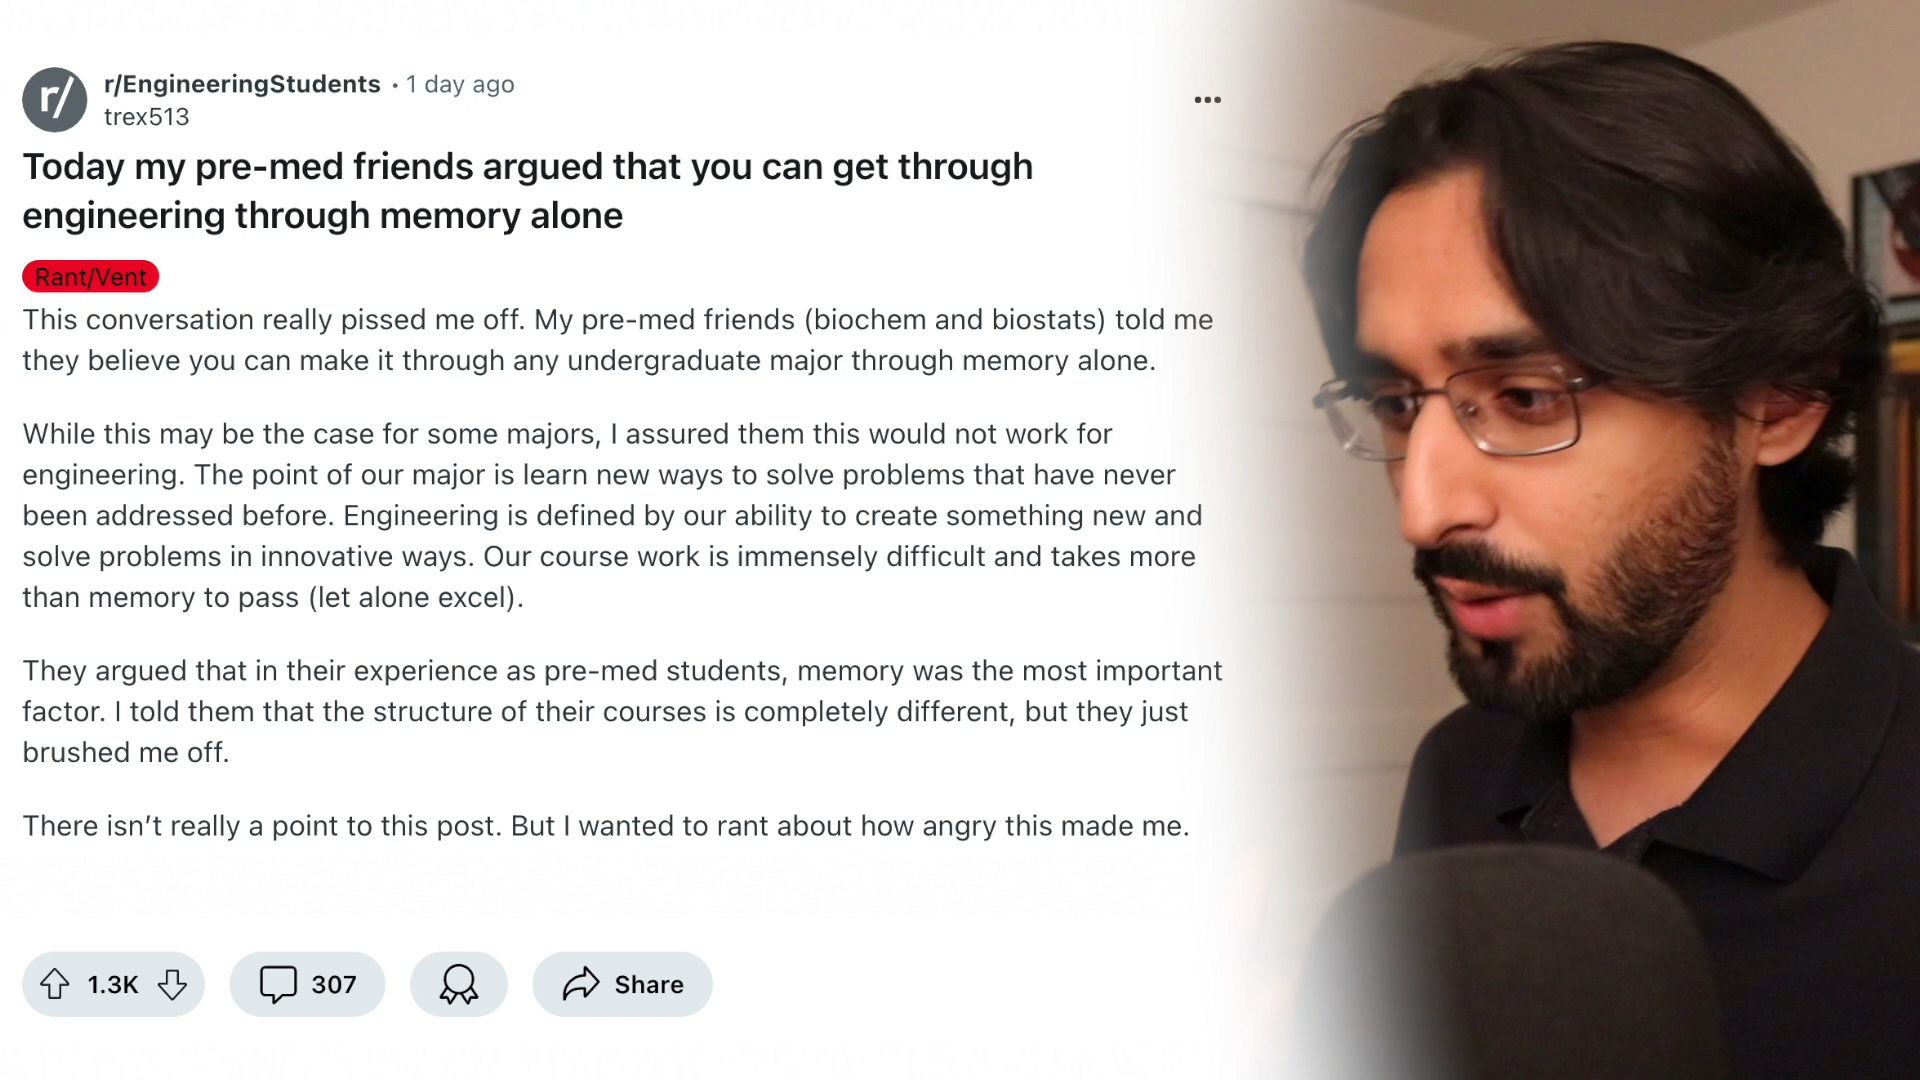 r/
r/EngineeringStudents • 1 day ago
trex513
Today my pre-med friends argued that you can get through
engineering through memory alone
Rant/Vent
This conversation really pissed me off. My pre-med friends (biochem and biostats) told me
they believe you can make it through any undergraduate major through memory alone.
While this may be the case for some majors, I assured them this would not work for
engineering. The point of our major is learn new ways to solve problems that have never
been addressed before. Engineering is defined by our ability to create something new and
solve problems in innovative ways. Our course work is immensely difficult and takes more
than memory to pass (let alone excel).
They argued that in their experience as pre-med students, memory was the most important
factor. I told them that the structure of their courses is completely different, but they just
brushed me off.
There isn’t really a point to this post. But I wanted to rant about how angry this made me.
1.3K
307
Share